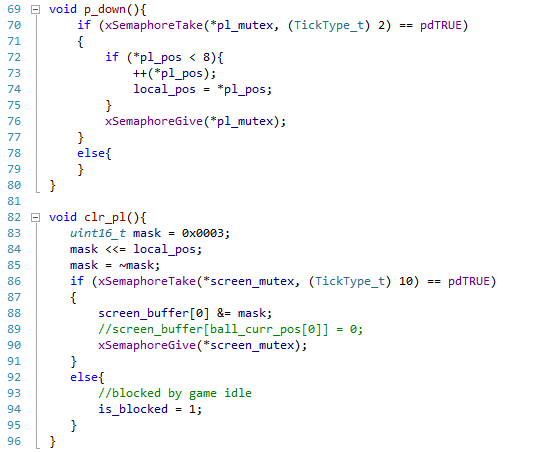 69 void p_down(){
70 if (xSemaphoreTake(*pl_mutex, (TickType_t) 2) == pdTRUE)
71 {
72 if (*pl_pos < 8){
73 ++(*pl_pos);
74 local_pos = *pl_pos;
75 }
76 xSemaphoreGive(*pl_mutex);
77 }
78 else{
79 }
80 }
81
82 void clr_pl(){
83 uint16_t mask = 0x0003;
84 mask <<= local_pos;
85 mask = ~mask;
86 if (xSemaphoreTake(*screen_mutex, (TickType_t) 10) == pdTRUE)
87 {
88 screen_buffer[0] &= mask;
89 //screen_buffer[ball_curr_pos[0]] = 0;
90 xSemaphoreGive(*screen_mutex);
91 }
92 else{
93 //blocked by game idle
94 is_blocked = 1;
95 }
96 }